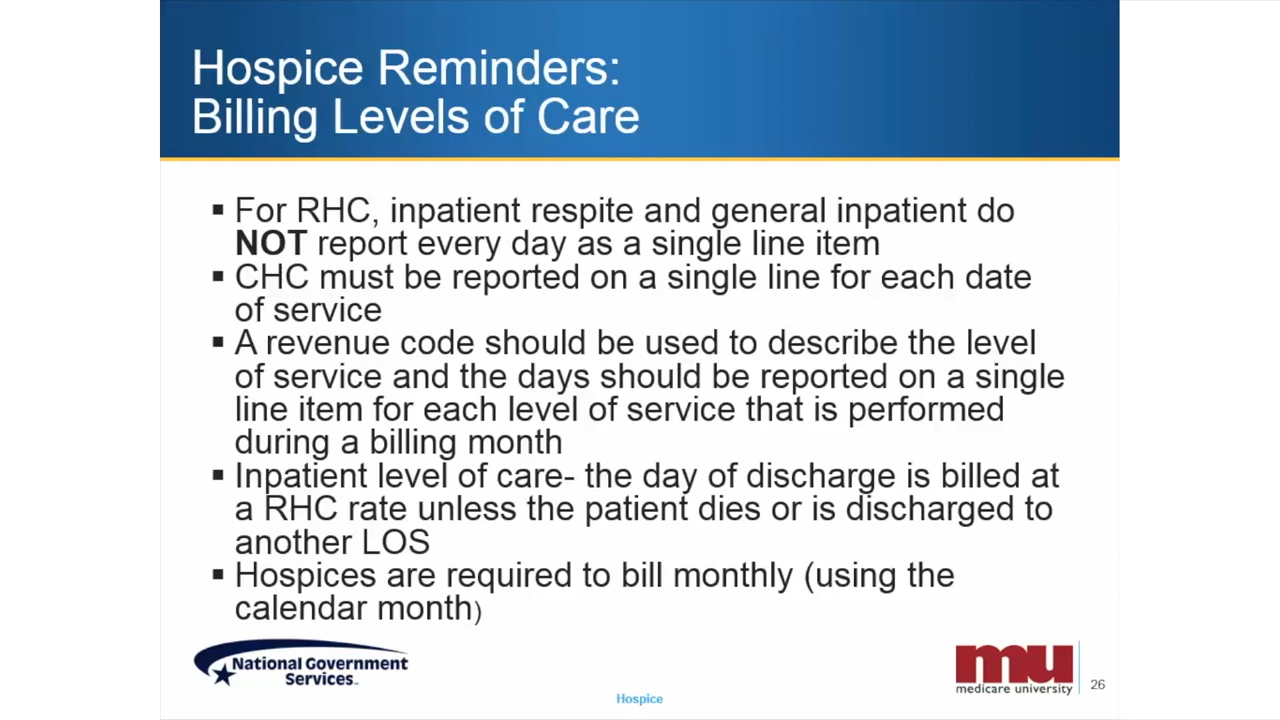 Hospice Reminders:
Billing Levels of Care
▪ For RHC, inpatient respite and general inpatient do
NOT report every day as a single line item
▪ CHC must be reported on a single line for each date
of service
▪ A revenue code should be used to describe the level
of service and the days should be reported on a single
line item for each level of service that is performed
during a billing month
▪ Inpatient level of care- the day of discharge is billed at
a RHC rate unless the patient dies or is discharged to
another LOS
▪ Hospices are required to bill monthly (using the
calendar month)
National Government
Services
mu
medicare university
26
Hospice